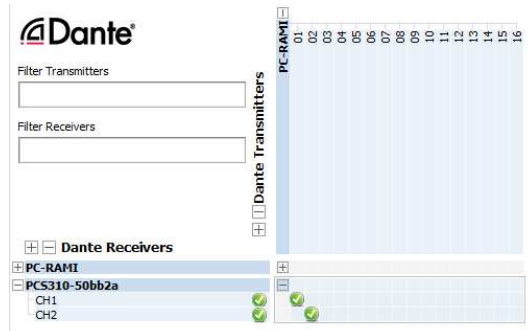 Dante®
Filter Transmitters
Filter Receivers
Dante Transmitters
PC-RAMI
01 02 03 04 05 06 07 08 09 10 11 12 13 14 15 16
Dante Receivers
PC-RAMI
PCS310-50bb2a
CH1
CH2